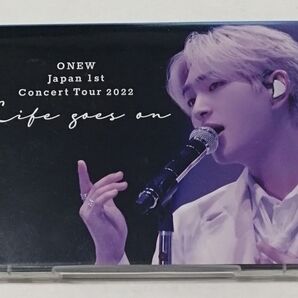 ONEW
Japan 1st
Concert Tour 2022
Life goes on